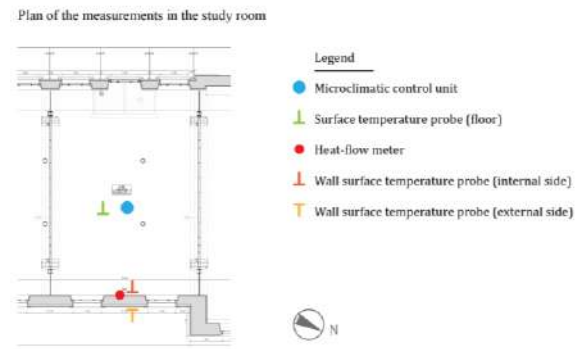 Plan of the measurements in the study room
Legend
Microclimatic control unit
Surface temperature probe (floor)
Heat-flow meter
Wall surface temperature probe (internal side)
Wall surface temperature probe (external side)
N